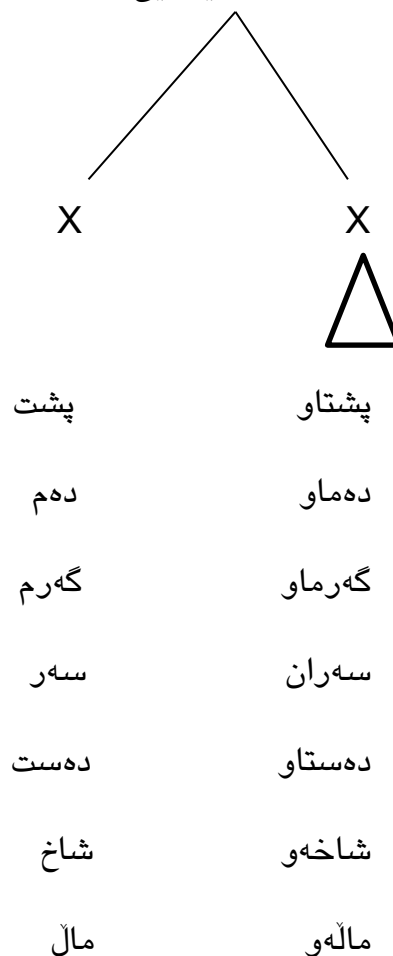 X X
پشتاو پشت
دەماو دەم
گەرماو گەرم
سەران سەر
دەستاو دەست
شاخەو شاخ
ماڵەو ماڵ